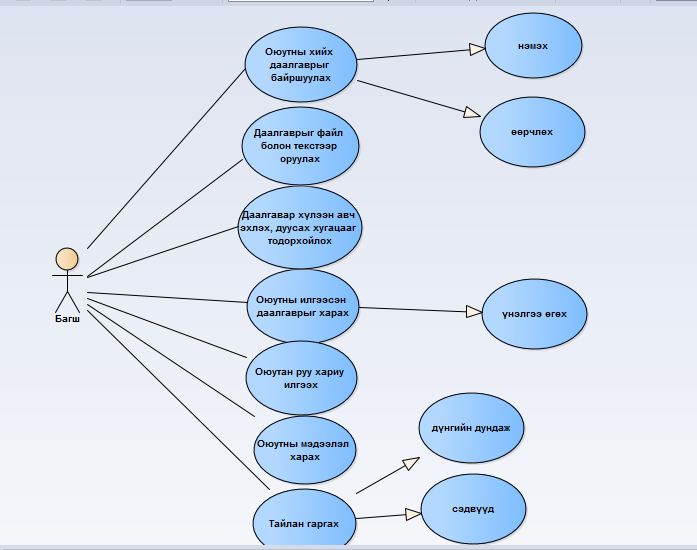 Оюутны хийх
даалгаврыг
байршуулах
нэмэх
өөрчлөх
Даалгаврыг файл
болон текстээр
оруулах
Даалгавар хүлээн авч
эхлэх, дуусах хугацааг
тодорхойлох
Багш
Оюутны илгээсэн
даалгаврыг харах
үнэлгээ өгөх
Оюутан руу хариу
илгээх
Оюутны мэдээлэл
харах
дүнгийн дундаж
Тайлан гаргах
сэдвүүд